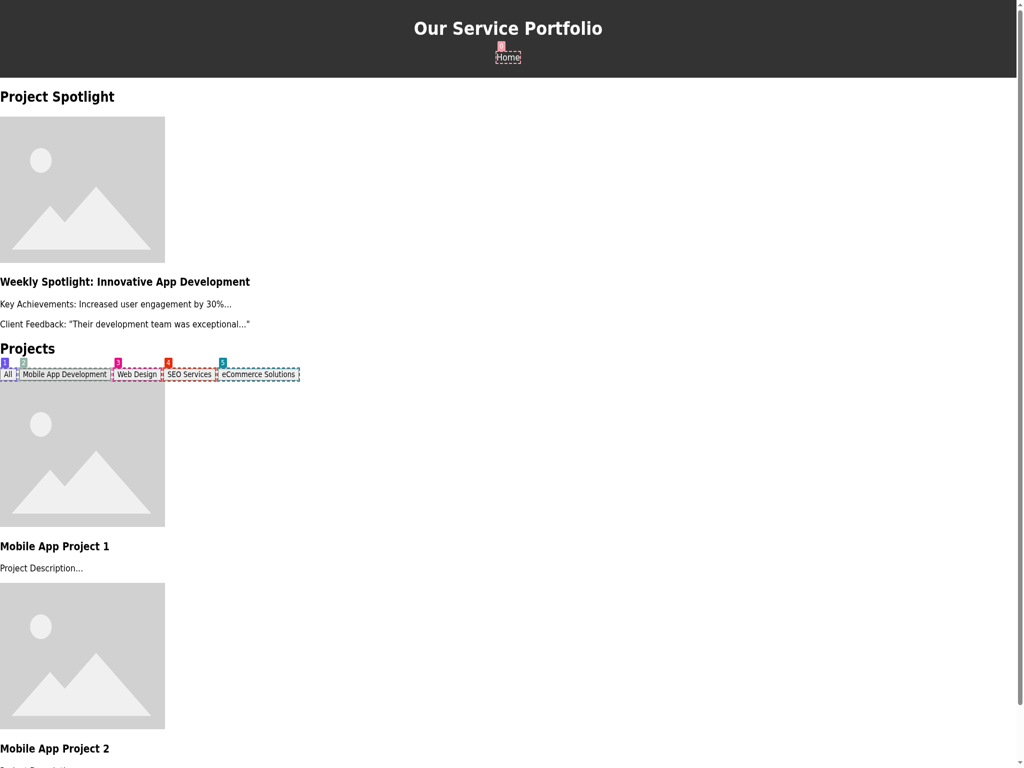 Our Service Portfolio
0
Home
Project Spotlight
Weekly Spotlight: Innovative App Development
Key Achievements: Increased user engagement by 30%...
Client Feedback: "Their development team was exceptional..."
Projects
1 2 3 4 5
All Mobile App Development Web Design SEO Services eCommerce Solutions
Mobile App Project 1
Project Description...
Mobile App Project 2